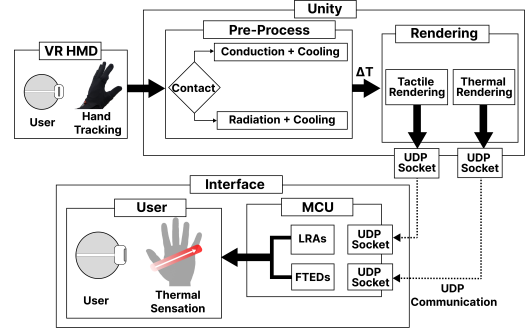 Unity
Pre-Process
VR HMD
User
Hand
Tracking
Contact
Conduction + Cooling
Radiation + Cooling
ΔT
Rendering
Tactile
Rendering
Thermal
Rendering
UDP
Socket
UDP
Socket
Interface
User
User
Thermal
Sensation
MCU
LRAs
FTEDs
UDP
Socket
UDP
Socket
UDP
Communication